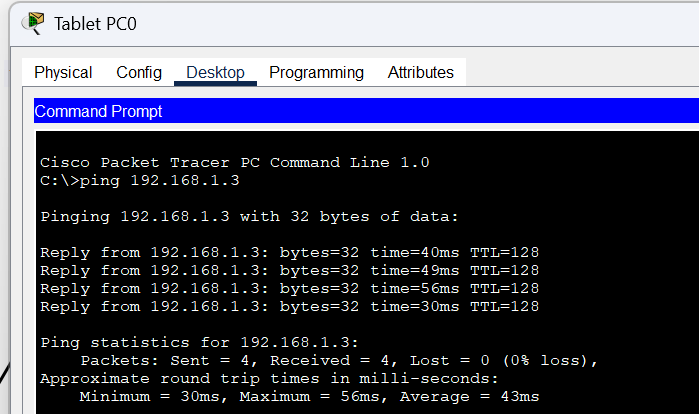 Tablet PC0
Physical Config Desktop Programming Attributes
Command Prompt
Cisco Packet Tracer PC Command Line 1.0
C:\>ping 192.168.1.3
Pinging 192.168.1.3 with 32 bytes of data:
Reply from 192.168.1.3: bytes=32 time=40ms TTL=128
Reply from 192.168.1.3: bytes=32 time=49ms TTL=128
Reply from 192.168.1.3: bytes=32 time=56ms TTL=128
Reply from 192.168.1.3: bytes=32 time=30ms TTL=128
Ping statistics for 192.168.1.3:
Packets: Sent = 4, Received = 4, Lost = 0 (0% loss),
Approximate round trip times in milli-seconds:
Minimum = 30ms, Maximum = 56ms, Average = 43ms